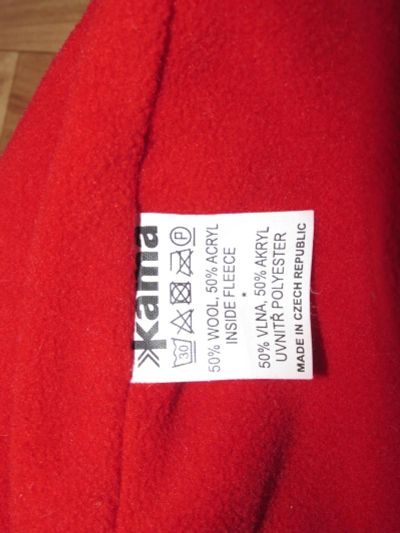 kama
30 P
50% WOOL, 50% ACRYL
INSIDE FLEECE
*
50% VLNA, 50% AKRYL
UVNITŘ POLYESTER
MADE IN CZECH REPUBLIC